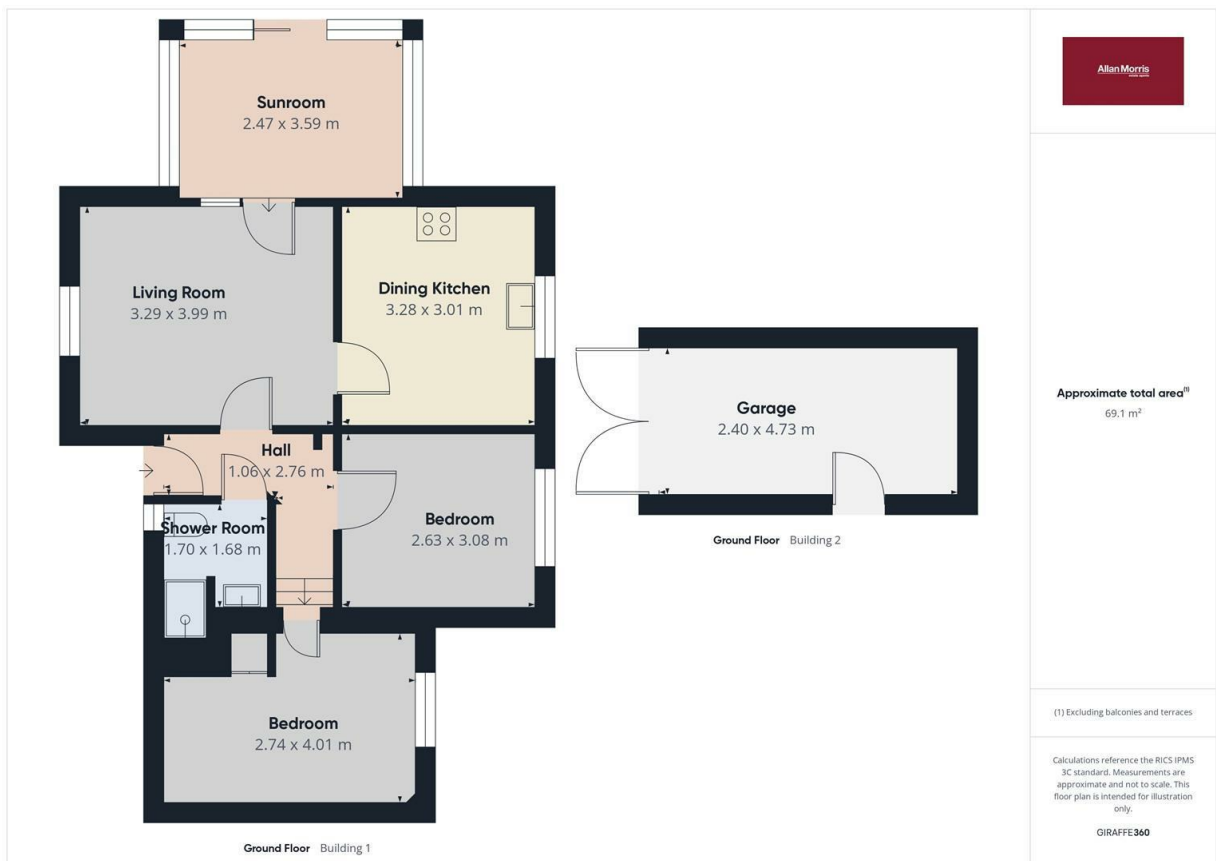 Sunroom
2.47 x 3.59 m
Living Room
3.29 x 3.99 m
Dining Kitchen
3.28 x 3.01 m
Hall
1.06 x 2.76 m
Shower Room
1.70 x 1.68 m
Bedroom
2.63 x 3.08 m
Bedroom
2.74 x 4.01 m
Ground Floor Building 1
Garage
2.40 x 4.73 m
Ground Floor Building 2
Allan Morris
Approximate total area(1)
69.1 m²
(1) Excluding balconies and terraces
Calculations reference the RICS IPMS
3C standard. Measurements are
approximate and not to scale. This
floor plan is intended for illustration
only.
GIRAFFE360